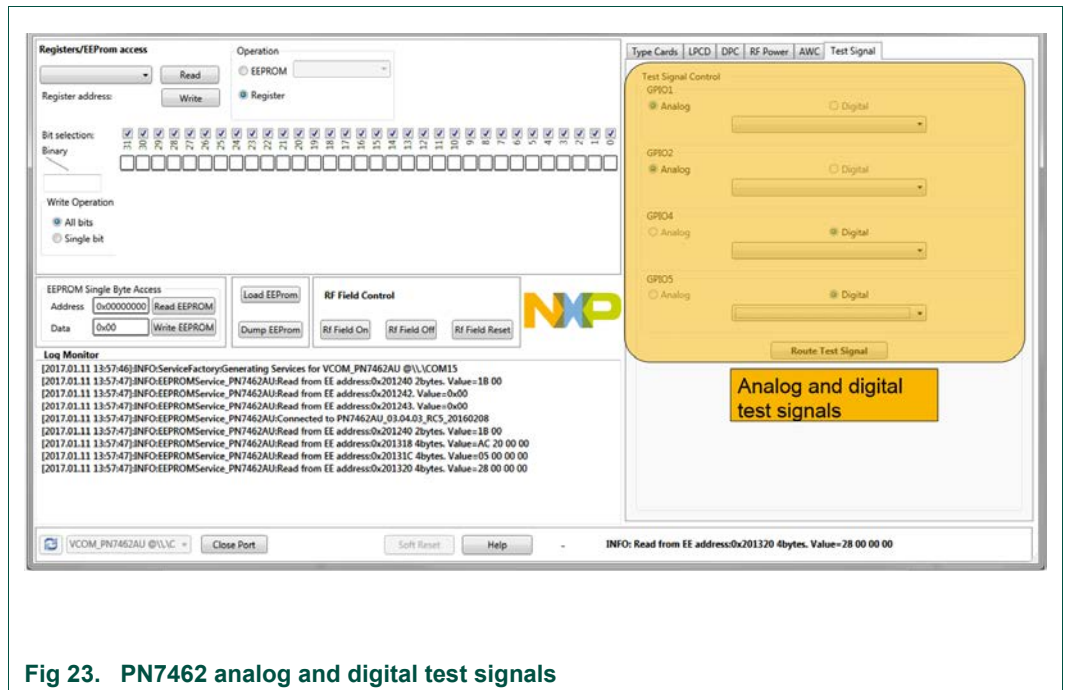 Registers/EEProm access
Operation
Read
EEPROM
Register address:
Write
Register
Bit selection:
31 30 29 28 27 26 25 24 23 22 21 20 19 18 17 16 15 14 13 12 11 10 9 8 7 6 5 4 3 2 1 0
Binary
Write Operation
All bits
Single bit
EEPROM Single Byte Access
Address 0x00000000 Read EEPROM
Data 0x00 Write EEPROM
Load EEProm
Dump EEProm
RF Field Control
Rf Field On Rf Field Off Rf Field Reset
NXP
Log Monitor
[2017.01.11 13:57:46]:INFO:ServiceFactory:Generating Services for VCOM_PN7462AU @\\.\COM15
[2017.01.11 13:57:47]:INFO:EEPROMService_PN7462AU:Read from EE address:0x201240 2bytes. Value=1B 00
[2017.01.11 13:57:47]:INFO:EEPROMService_PN7462AU:Read from EE address:0x201242. Value=0x00
[2017.01.11 13:57:47]:INFO:EEPROMService_PN7462AU:Read from EE address:0x201243. Value=0x00
[2017.01.11 13:57:47]:INFO:EEPROMService_PN7462AU:Connected to PN7462AU_03.04.03_RC5_20160208
[2017.01.11 13:57:47]:INFO:EEPROMService_PN7462AU:Read from EE address:0x201240 2bytes. Value=1B 00
[2017.01.11 13:57:47]:INFO:EEPROMService_PN7462AU:Read from EE address:0x201318 4bytes. Value=AC 20 00 00
[2017.01.11 13:57:47]:INFO:EEPROMService_PN7462AU:Read from EE address:0x20131C 4bytes. Value=05 00 00 00
[2017.01.11 13:57:47]:INFO:EEPROMService_PN7462AU:Read from EE address:0x201320 4bytes. Value=28 00 00 00
Type Cards LPCD DPC RF Power AWC Test Signal
Test Signal Control
GPIO1
Analog Digital
GPIO2
Analog Digital
GPIO4
Analog Digital
GPIO5
Analog Digital
Route Test Signal
Analog and digital
test signals
VCOM_PN7462AU @\\.\C Close Port Soft Reset Help - INFO: Read from EE address:0x201320 4bytes. Value=28 00 00 00
Fig 23. PN7462 analog and digital test signals